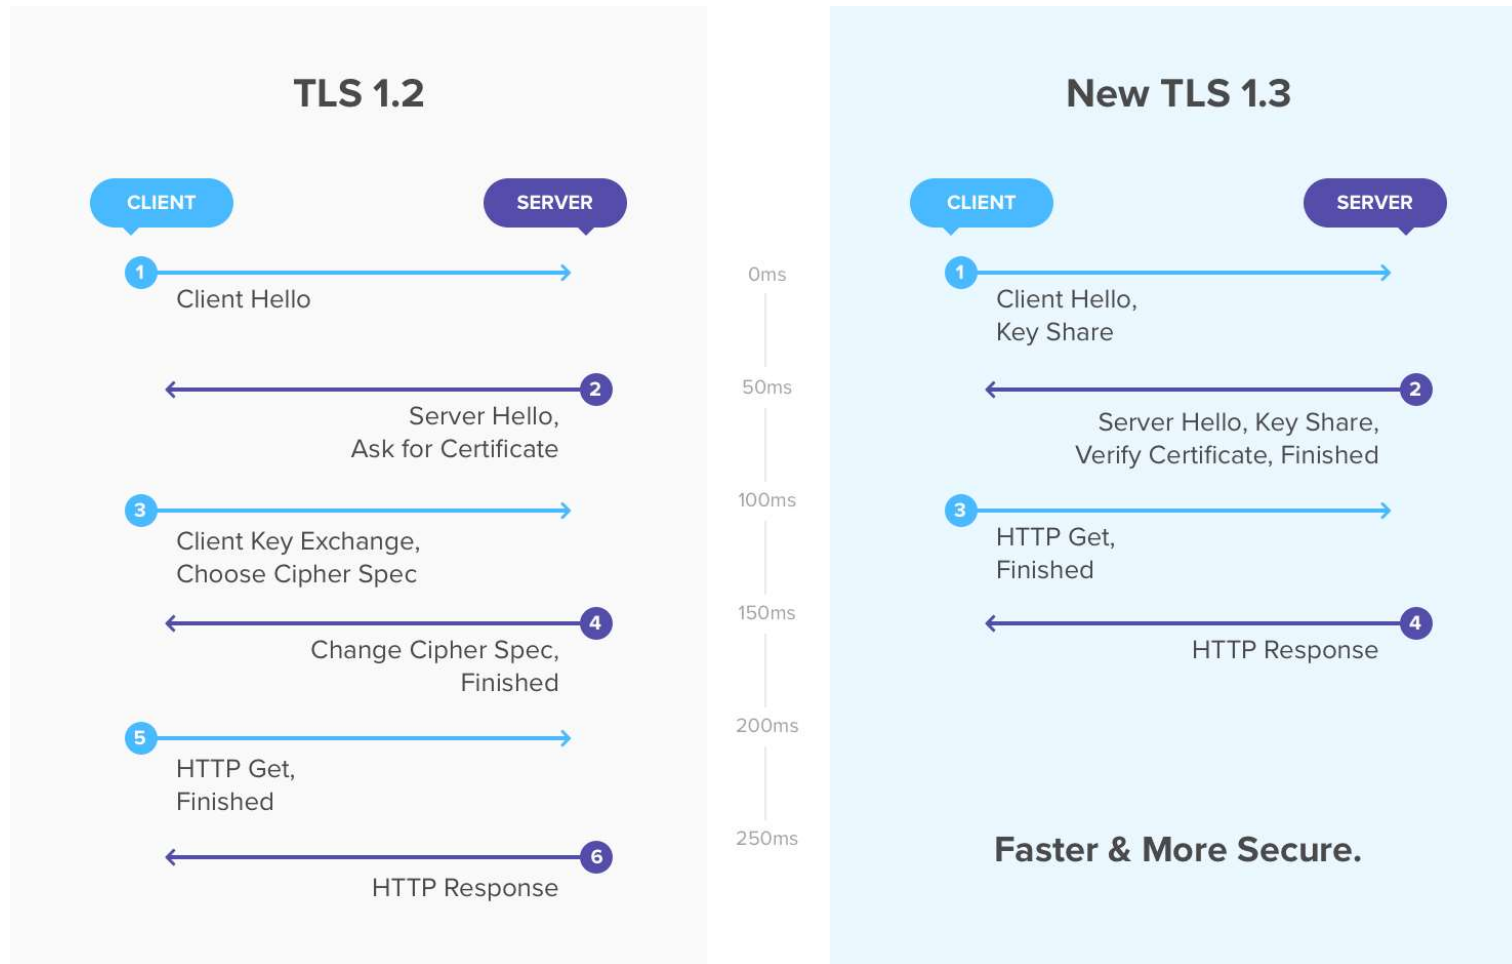 TLS 1.2
CLIENT
SERVER
1
Client Hello
2
Server Hello,
Ask for Certificate
3
Client Key Exchange,
Choose Cipher Spec
4
Change Cipher Spec,
Finished
5
HTTP Get,
Finished
6
HTTP Response
0ms
50ms
100ms
150ms
200ms
250ms
New TLS 1.3
CLIENT
SERVER
1
Client Hello,
Key Share
2
Server Hello, Key Share,
Verify Certificate, Finished
3
HTTP Get,
Finished
4
HTTP Response
Faster & More Secure.